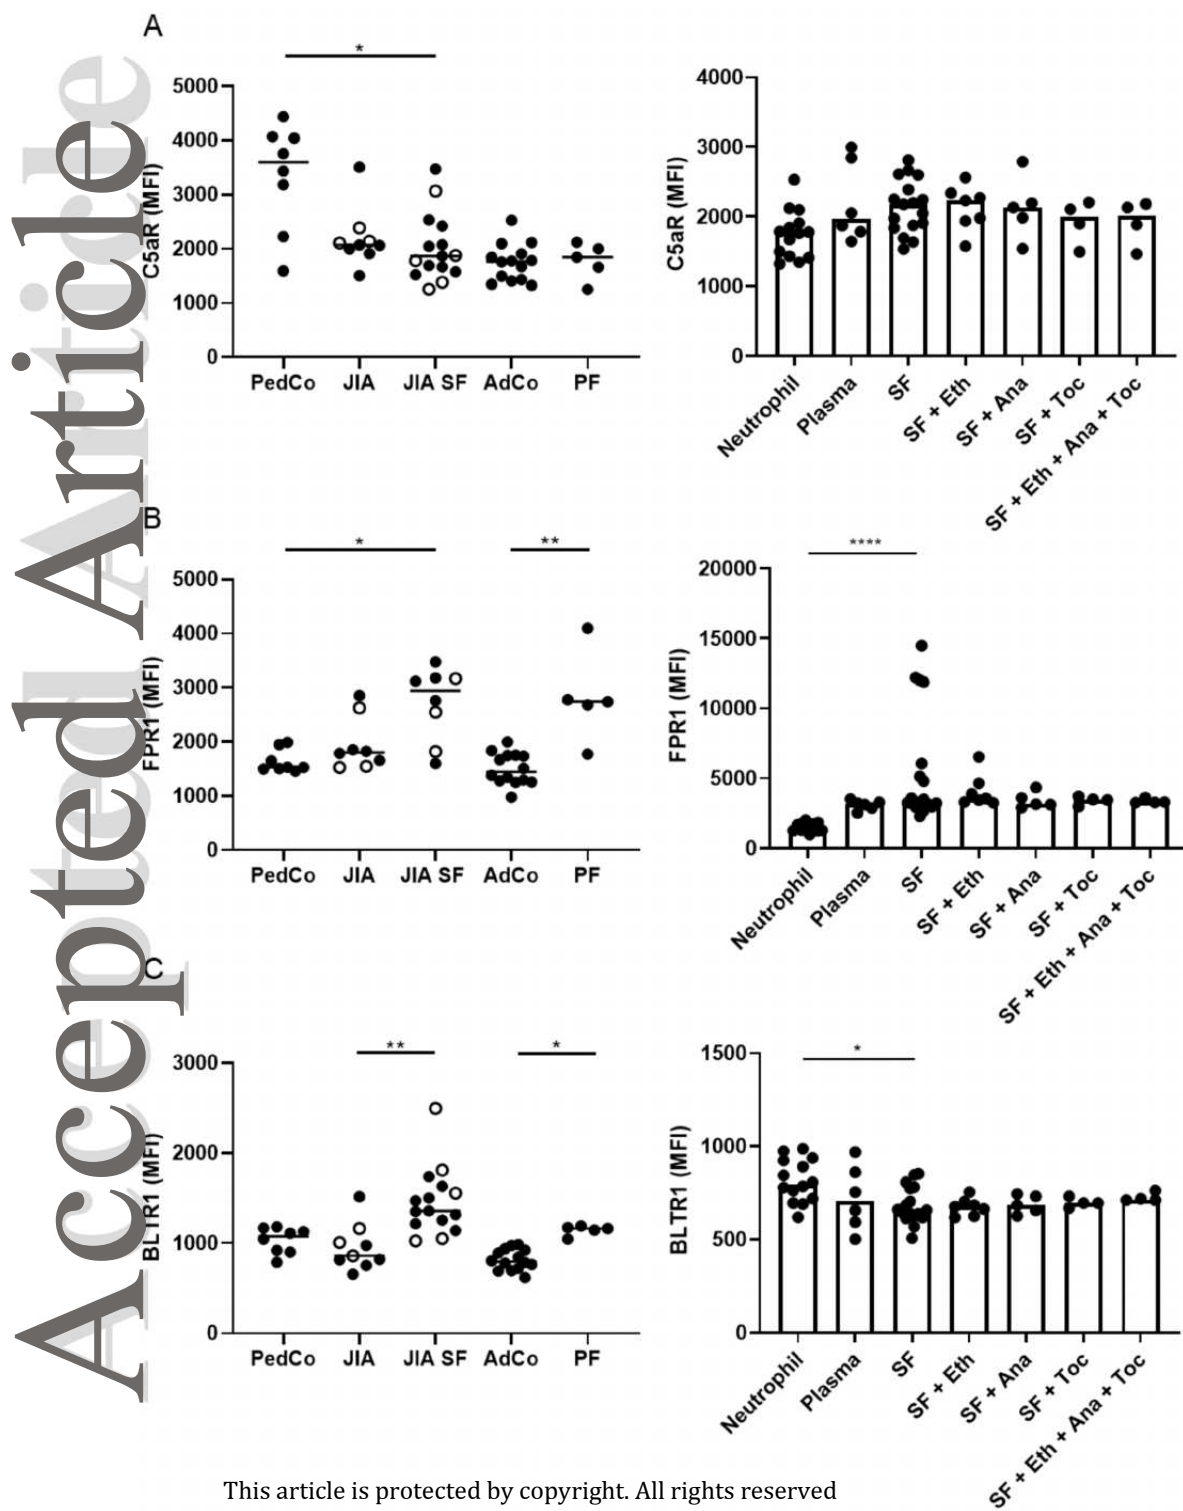 Accepted Article
A
*
5000
4000
3000
2000
1000
0
C5aR (MFI)
PedCo JIA JIA SF AdCo PF
4000
3000
2000
1000
0
C5aR (MFI)
Neutrophil
Plasma
SF
SF + Eth
SF + Ana
SF + Toc
SF + Eth + Ana + Toc
B
* **
5000
4000
3000
2000
1000
0
FPR1 (MFI)
PedCo JIA JIA SF AdCo PF
****
20000
15000
10000
5000
0
FPR1 (MFI)
Neutrophil
Plasma
SF
SF + Eth
SF + Ana
SF + Toc
SF + Eth + Ana + Toc
C
** *
3000
2000
1000
0
BLTR1 (MFI)
PedCo JIA JIA SF AdCo PF
*
1500
1000
500
0
BLTR1 (MFI)
Neutrophil
Plasma
SF
SF + Eth
SF + Ana
SF + Toc
SF + Eth + Ana + Toc
This article is protected by copyright. All rights reserved